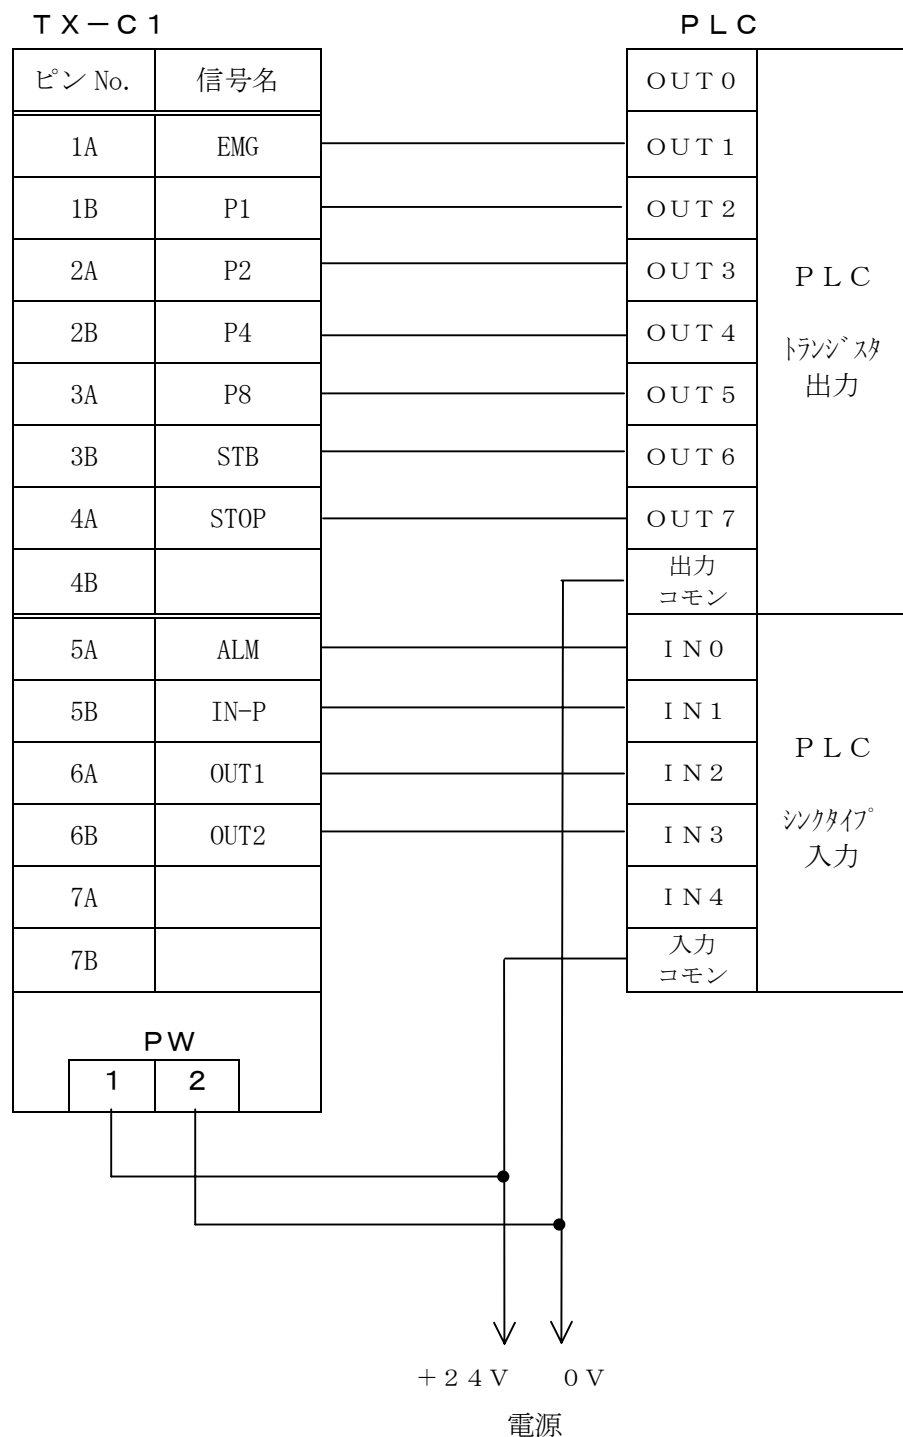 ＴＸ－Ｃ１
ピン No. 信号名
1A EMG
1B P1
2A P2
2B P4
3A P8
3B STB
4A STOP
4B
5A ALM
5B IN-P
6A OUT1
6B OUT2
7A
7B
ＰＷ
１ ２
ＰＬＣ
ＯＵＴ０
ＯＵＴ１
ＯＵＴ２
ＯＵＴ３
ＯＵＴ４
ＯＵＴ５
ＯＵＴ６
ＯＵＴ７
出力
コモン
ＩＮ０
ＩＮ１
ＩＮ２
ＩＮ３
ＩＮ４
入力
コモン
ＰＬＣ
ﾄﾗﾝｼﾞｽﾀ
出力
ＰＬＣ
ｼﾝｸﾀｲﾌﾟ
入力
＋２４Ｖ ０Ｖ
電源